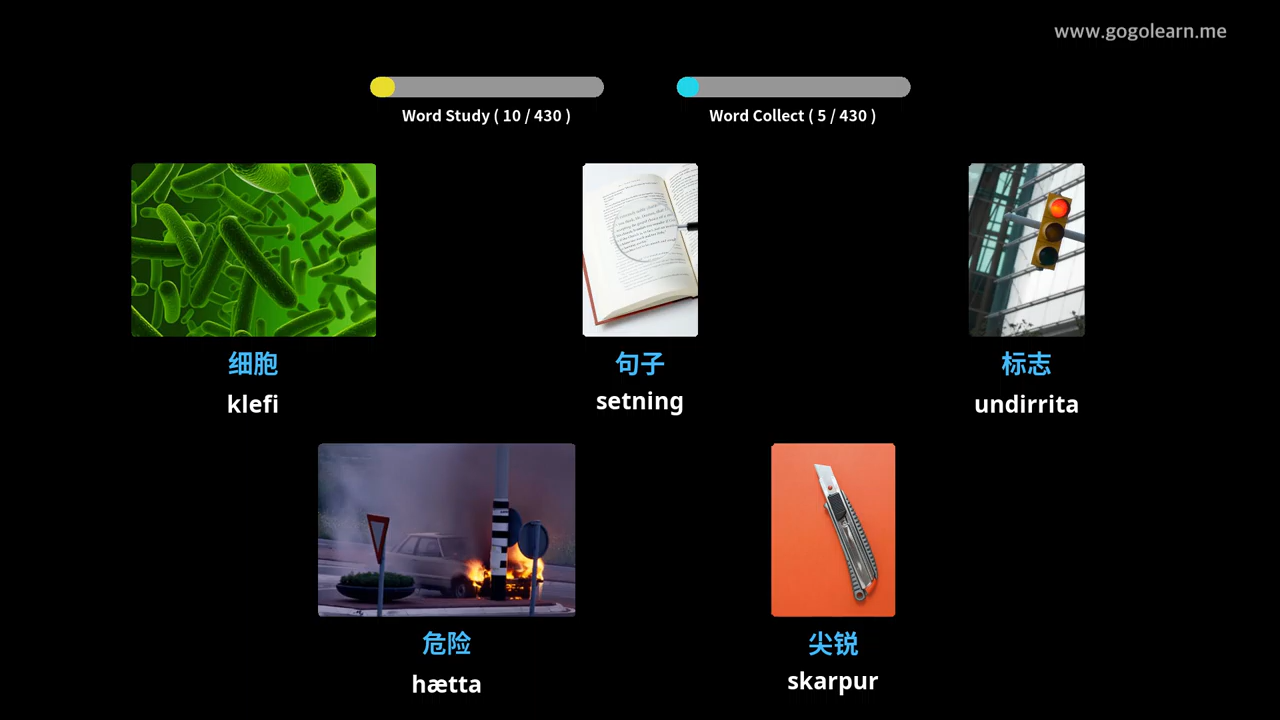 www.gogolearn.me
Word Study ( 10 / 430 )
Word Collect ( 5 / 430 )
细胞
klefi
句子
setning
标志
undirrita
危险
hætta
尖锐
skarpur